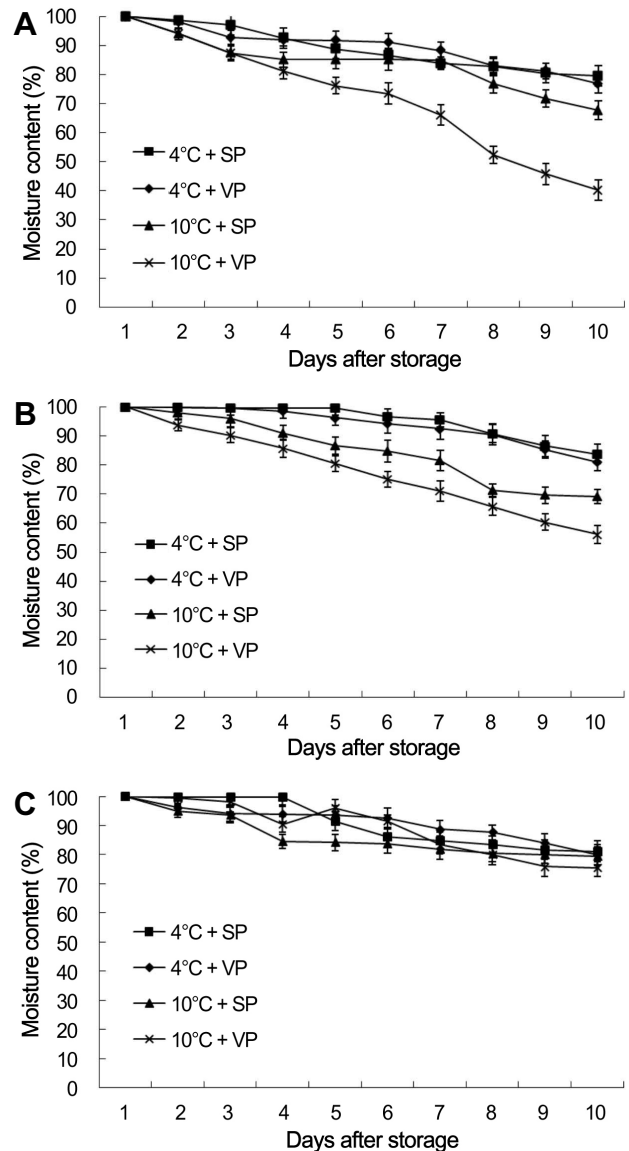 A
Moisture content (%)
100
90
80
70
60
50
40
30
20
10
0
4°C + SP
4°C + VP
10°C + SP
10°C + VP
1 2 3 4 5 6 7 8 9 10
Days after storage
B
Moisture content (%)
100
90
80
70
60
50
40
30
20
10
0
4°C + SP
4°C + VP
10°C + SP
10°C + VP
1 2 3 4 5 6 7 8 9 10
Days after storage
C
Moisture content (%)
100
90
80
70
60
50
40
30
20
10
0
4°C + SP
4°C + VP
10°C + SP
10°C + VP
1 2 3 4 5 6 7 8 9 10
Days after storage